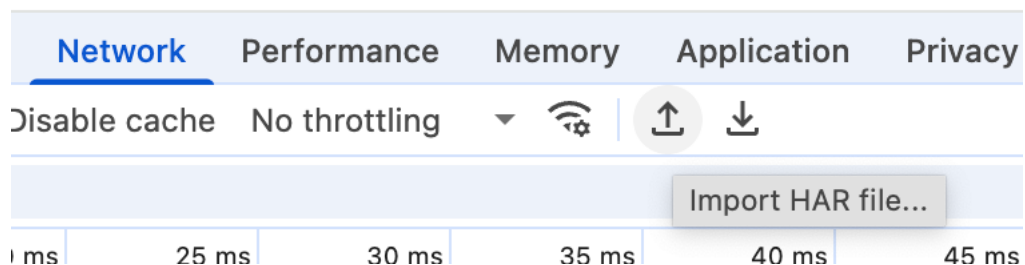 Network Performance Memory Application Privacy
Disable cache No throttling
Import HAR file...
ms 25 ms 30 ms 35 ms 40 ms 45 ms